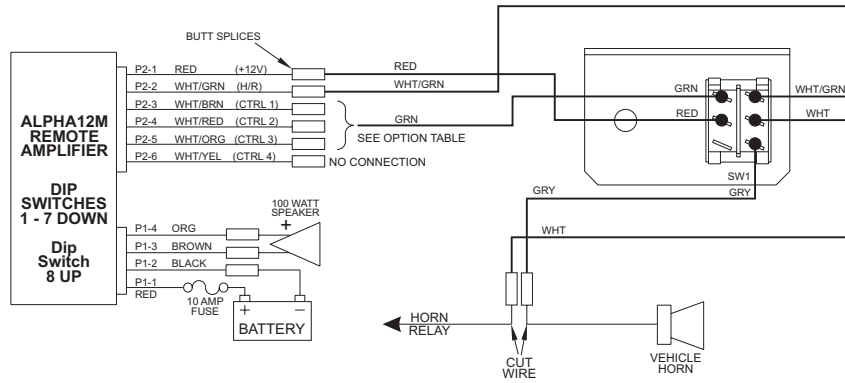 BUTT SPLICES
P2-1 RED (+12V)
P2-2 WHT/GRN (H/R)
P2-3 WHT/BRN (CTRL 1)
P2-4 WHT/RED (CTRL 2)
P2-5 WHT/ORG (CTRL 3)
P2-6 WHT/YEL (CTRL 4)
RED
WHT/GRN
GRN
SEE OPTION TABLE
NO CONNECTION
ALPHA12M
REMOTE
AMPLIFIER
DIP
SWITCHES
1 - 7 DOWN
Dip
Switch
8 UP
P1-4 ORG
P1-3 BROWN
P1-2 BLACK
P1-1
RED
100 WATT
SPEAKER
+
10 AMP
FUSE
+ −
BATTERY
GRN
RED
WHT/GRN
WHT
SW1
GRY
GRY
WHT
HORN
RELAY
CUT
WIRE
VEHICLE
HORN